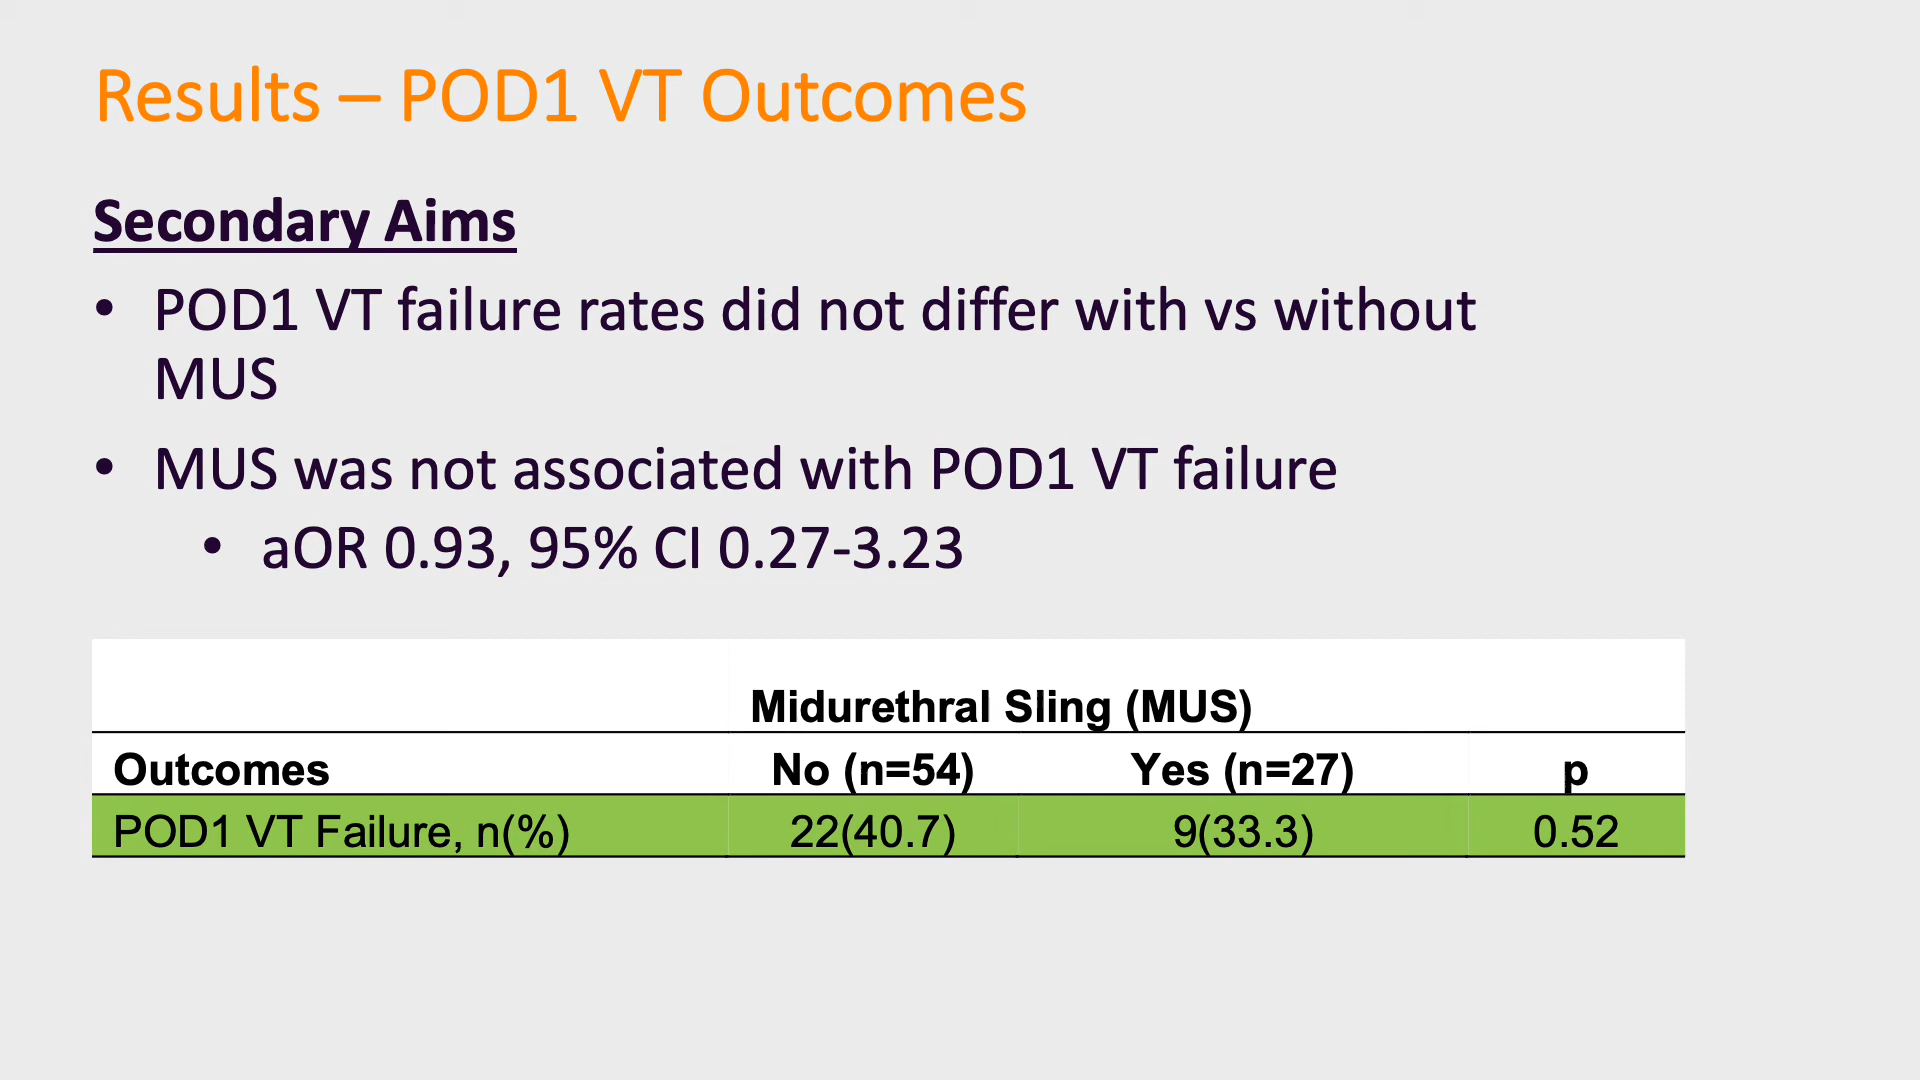 Results – POD1 VT Outcomes
Secondary Aims
• POD1 VT failure rates did not differ with vs without
MUS
• MUS was not associated with POD1 VT failure
• aOR 0.93, 95% CI 0.27-3.23
Midurethral Sling (MUS)
Outcomes No (n=54) Yes (n=27) p
POD1 VT Failure, n(%) 22(40.7) 9(33.3) 0.52